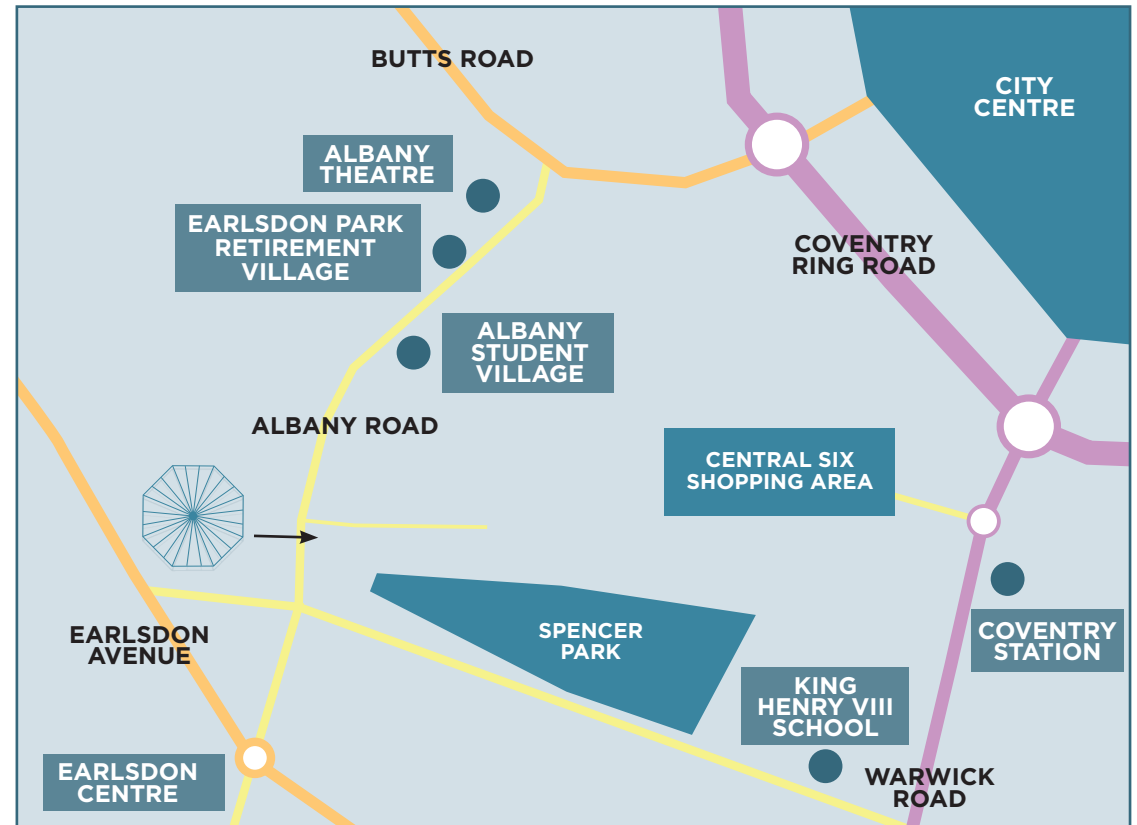 BUTTS ROAD
CITY
CENTRE
ALBANY
THEATRE
EARLSDON PARK
RETIREMENT
VILLAGE
COVENTRY
RING ROAD
ALBANY
STUDENT
VILLAGE
ALBANY ROAD
CENTRAL SIX
SHOPPING AREA
EARLSDON
AVENUE
SPENCER
PARK
COVENTRY
STATION
KING
HENRY VIII
SCHOOL
EARLSDON
CENTRE
WARWICK
ROAD